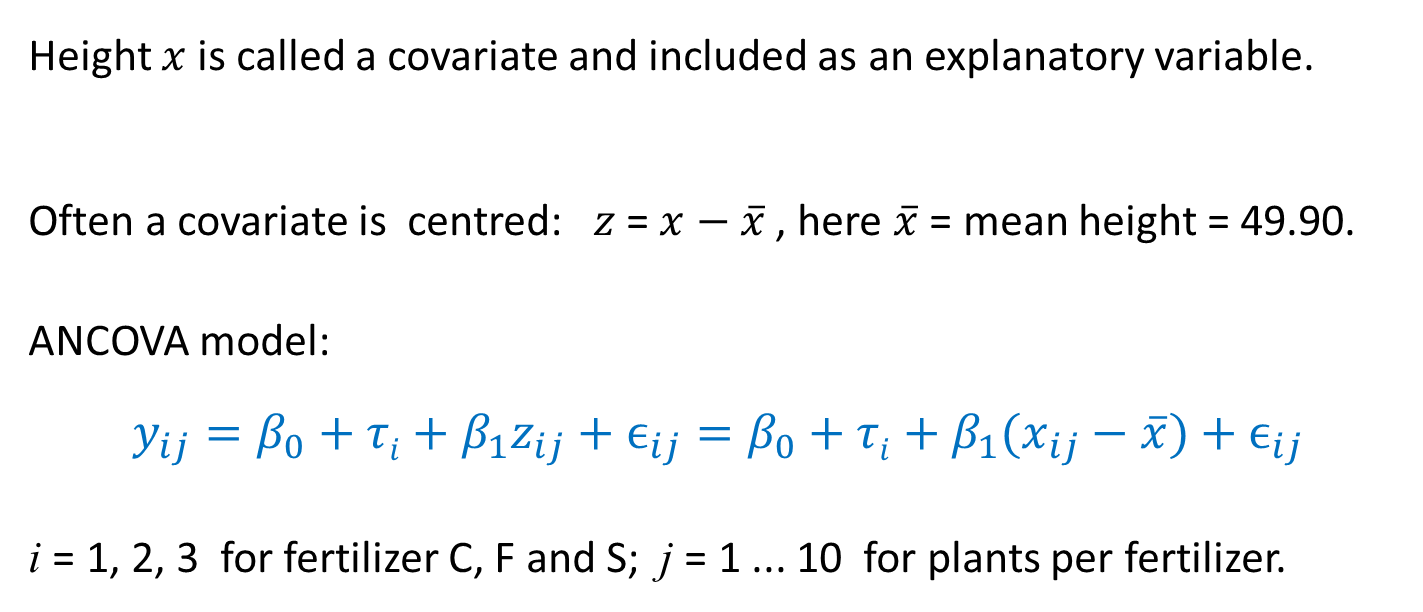 Height x is called a covariate and included as an explanatory variable.
Often a covariate is centred: z = x − x̄ , here x̄ = mean height = 49.90.
ANCOVA model:
yᵢⱼ = β₀ + τᵢ + β₁zᵢⱼ + ϵᵢⱼ = β₀ + τᵢ + β₁(xᵢⱼ − x̄) + ϵᵢⱼ
i = 1, 2, 3 for fertilizer C, F and S; j = 1 ... 10 for plants per fertilizer.